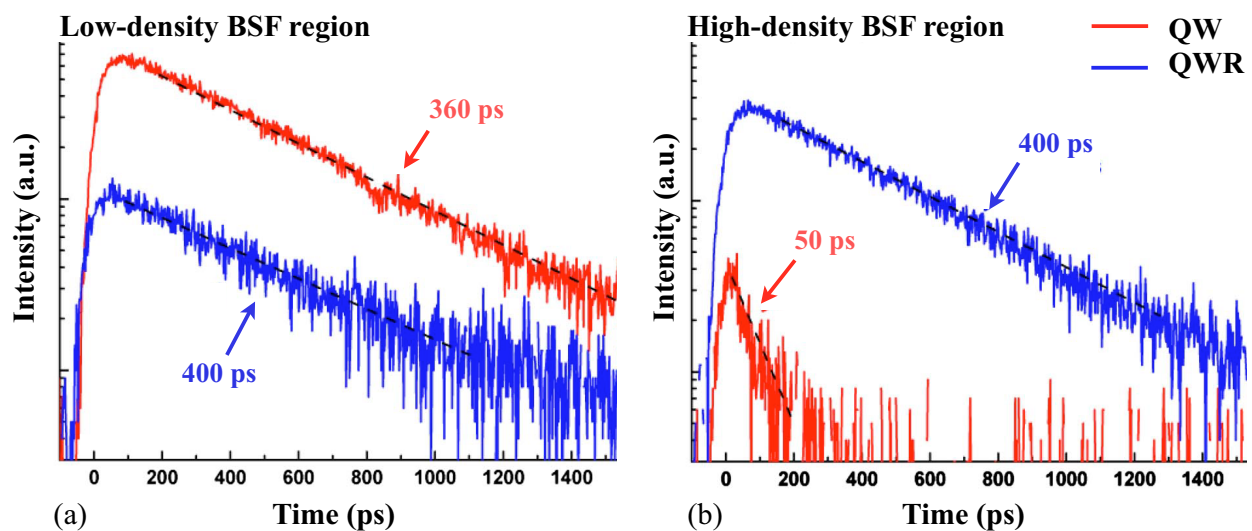 Low-density BSF region
High-density BSF region
QW
QWR
360 ps
400 ps
400 ps
50 ps
Intensity (a.u.)
Intensity (a.u.)
0 200 400 600 800 1000 1200 1400
0 200 400 600 800 1000 1200 1400
(a) Time (ps)
(b) Time (ps)